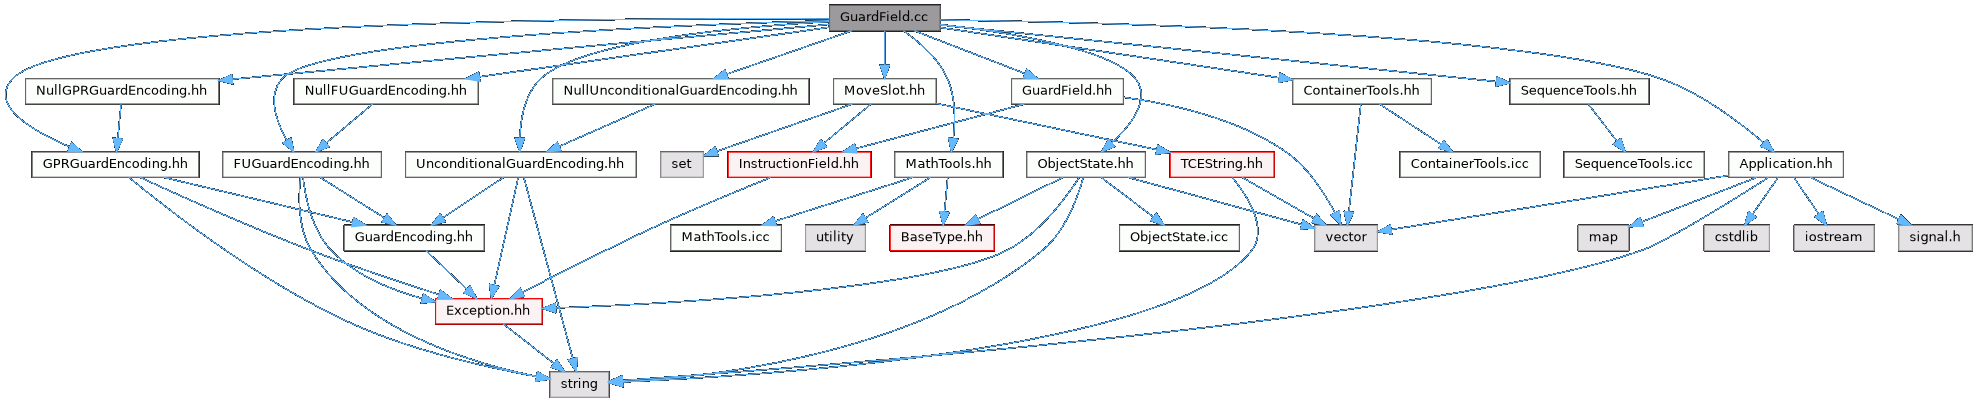 GuardField.cc
NullGPRGuardEncoding.hh
NullFUGuardEncoding.hh
NullUnconditionalGuardEncoding.hh
MoveSlot.hh
GuardField.hh
ContainerTools.hh
SequenceTools.hh
GPRGuardEncoding.hh
FUGuardEncoding.hh
UnconditionalGuardEncoding.hh
set
InstructionField.hh
MathTools.hh
ObjectState.hh
TCEString.hh
ContainerTools.icc
SequenceTools.icc
Application.hh
GuardEncoding.hh
MathTools.icc
utility
BaseType.hh
ObjectState.icc
vector
map
cstdlib
iostream
signal.h
Exception.hh
string